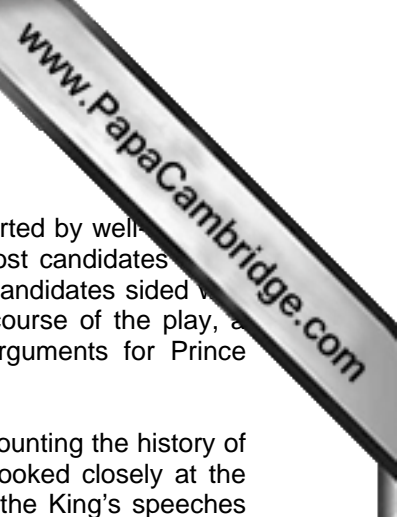 www.PapaCambridge.com
rted by well-
ost candidates
andidates sided
course of the play, a
rguments for Prince
ounting the history of
ooked closely at the
the King's speeches